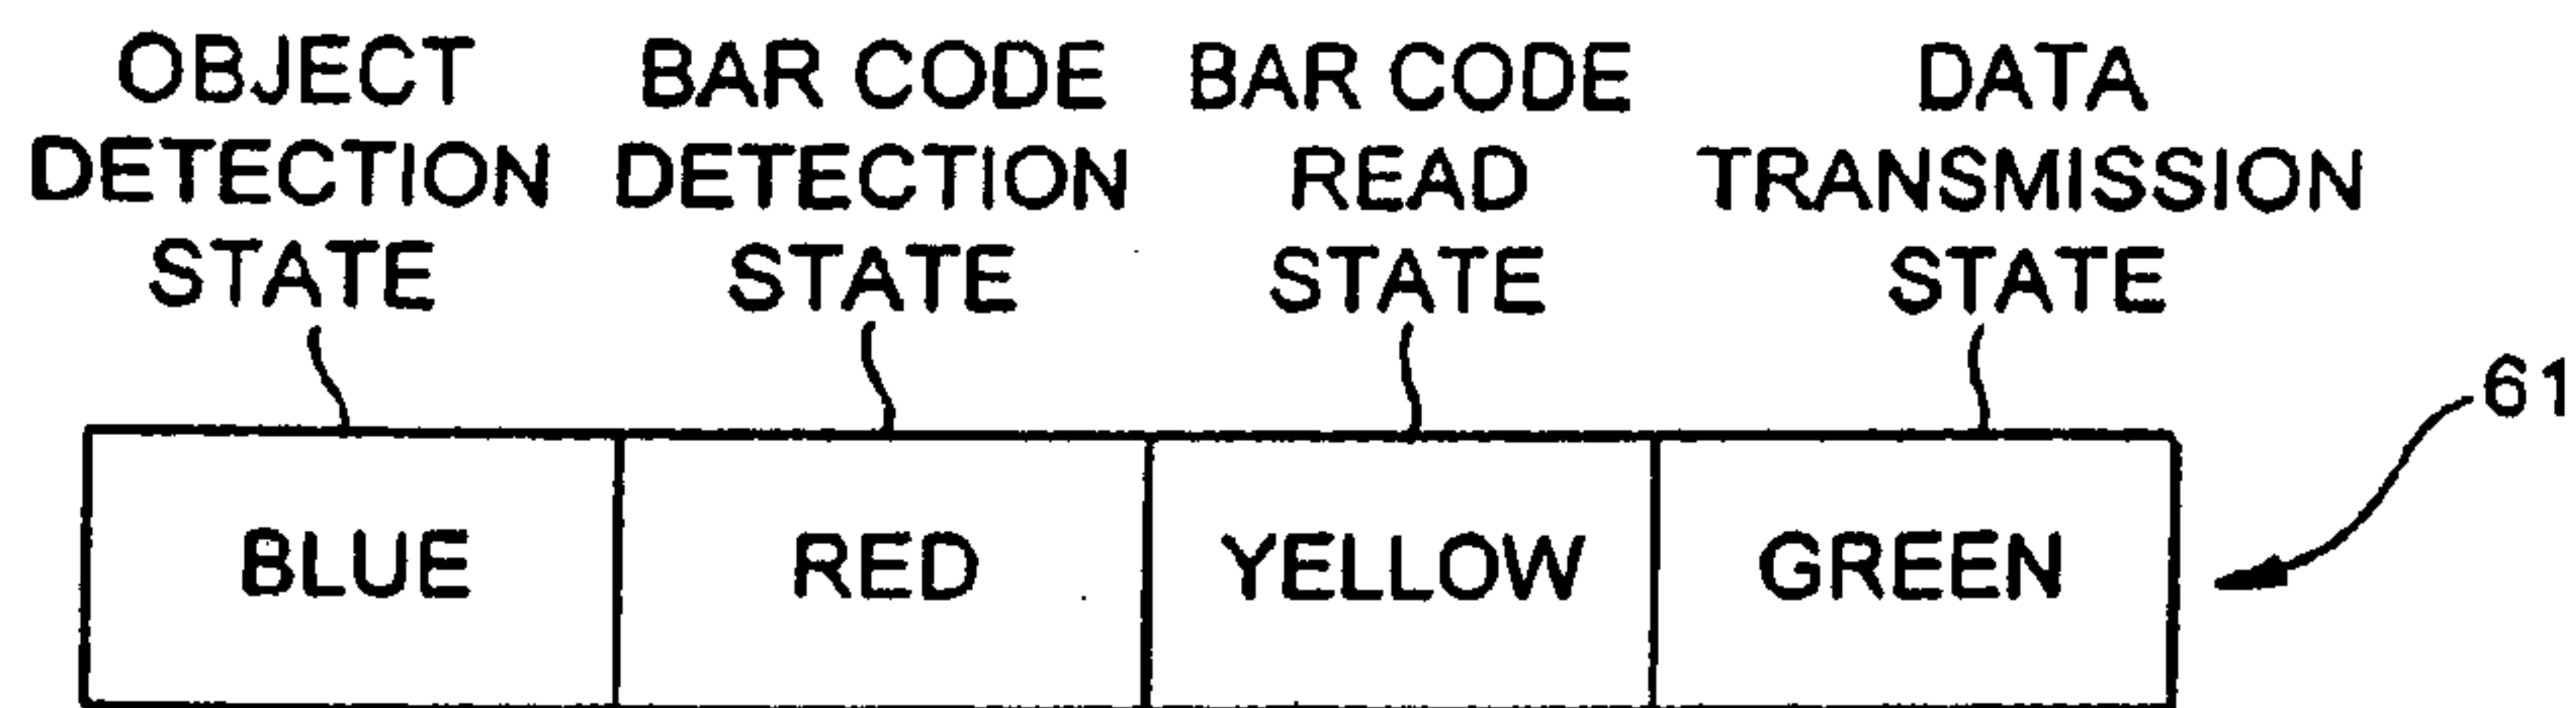 OBJECT
DETECTION
STATE
BAR CODE
DETECTION
STATE
BAR CODE
READ
STATE
DATA
TRANSMISSION
STATE
61
BLUE
RED
YELLOW
GREEN